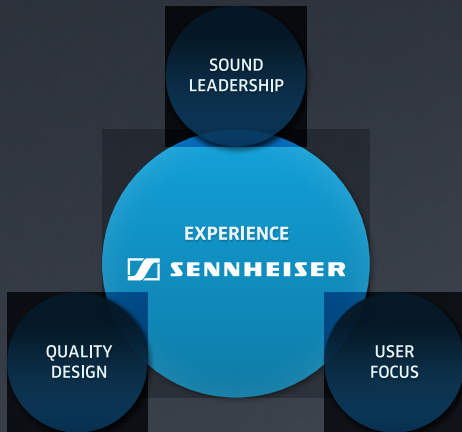 SOUND
LEADERSHIP
EXPERIENCE
SENNHEISER
QUALITY
DESIGN
USER
FOCUS